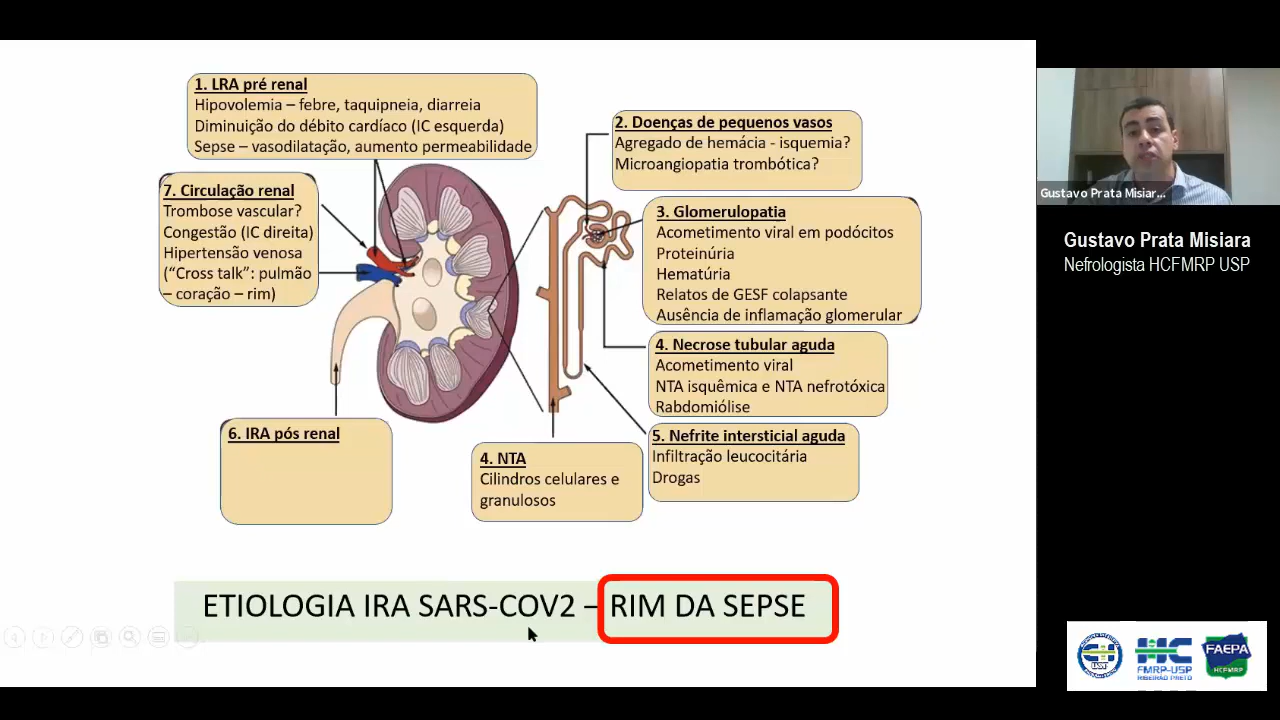 1. LRA pré renal
Hipovolemia – febre, taquipneia, diarreia
Diminuição do débito cardíaco (IC esquerda)
Sepse – vasodilatação, aumento permeabilidade
2. Doenças de pequenos vasos
Agregado de hemácia - isquemia?
Microangiopatia trombótica?
7. Circulação renal
Trombose vascular?
Congestão (IC direita)
Hipertensão venosa
(“Cross talk”: pulmão
– coração – rim)
3. Glomerulopatia
Acometimento viral em podócitos
Proteinúria
Hematúria
Relatos de GESF colapsante
Ausência de inflamação glomerular
4. Necrose tubular aguda
Acometimento viral
NTA isquêmica e NTA nefrotóxica
Rabdomiólise
6. IRA pós renal
4. NTA
Cilindros celulares e
granulosos
5. Nefrite intersticial aguda
Infiltração leucocitária
Drogas
ETIOLOGIA IRA SARS-COV2 – RIM DA SEPSE
Gustavo Prata Misiar...
Gustavo Prata Misiara
Nefrologista HCFMRP USP
HC
FMRP-USP
RIBEIRÃO PRETO
FAEPA
HCFMRP